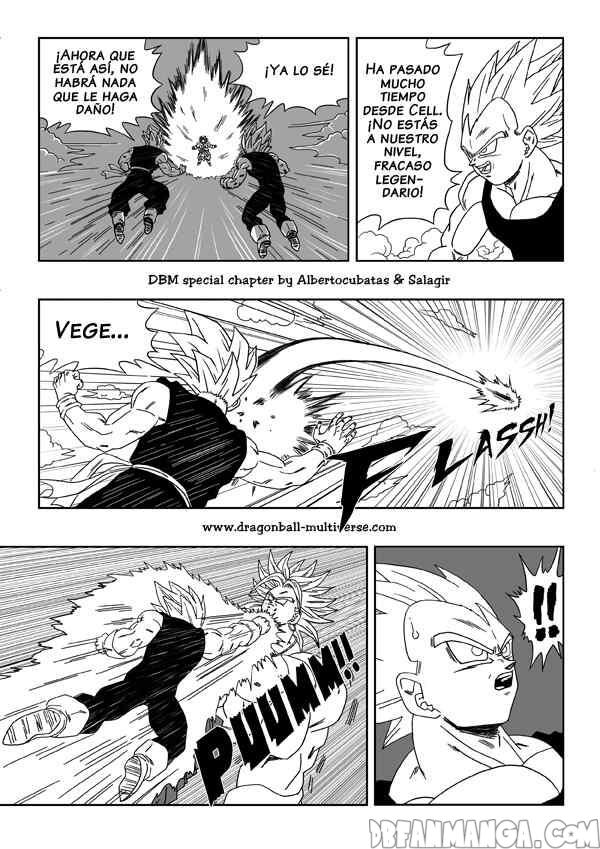 ¡AHORA QUE
ESTÁ ASÍ, NO
HABRÁ NADA
QUE LE HAGA
DAÑO!
¡YA LO SÉ!
HA PASADO
MUCHO
TIEMPO
DESDE CELL.
¡NO ESTÁS
A NUESTRO
NIVEL,
FRACASO
LEGEN-
DARIO!
DBM special chapter by Albertocubatas & Salagir
VEGE...
FLASSH!
www.dragonball-multiverse.com
PUUMM!!
!!
DBFANMANGA.COM